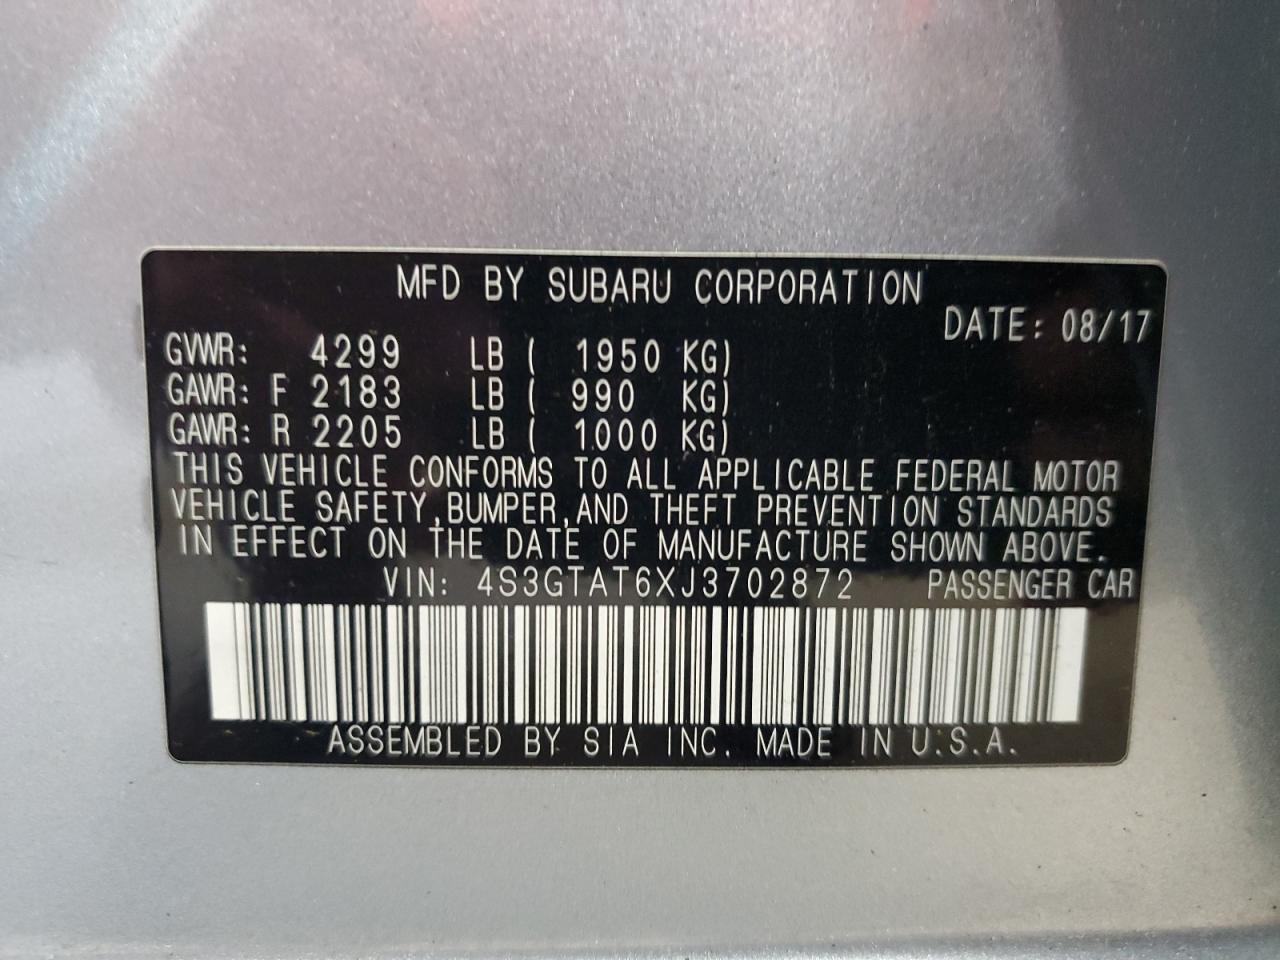 MFD BY SUBARU CORPORATION
DATE: 08/17
GVWR: 4299 LB ( 1950 KG)
GAWR: F 2183 LB ( 990 KG)
GAWR: R 2205 LB ( 1000 KG)
THIS VEHICLE CONFORMS TO ALL APPLICABLE FEDERAL MOTOR
VEHICLE SAFETY,BUMPER,AND THEFT PREVENTION STANDARDS
IN EFFECT ON THE DATE OF MANUFACTURE SHOWN ABOVE.
VIN: 4S3GTAT6XJ3702872 PASSENGER CAR
ASSEMBLED BY SIA INC. MADE IN U.S.A.